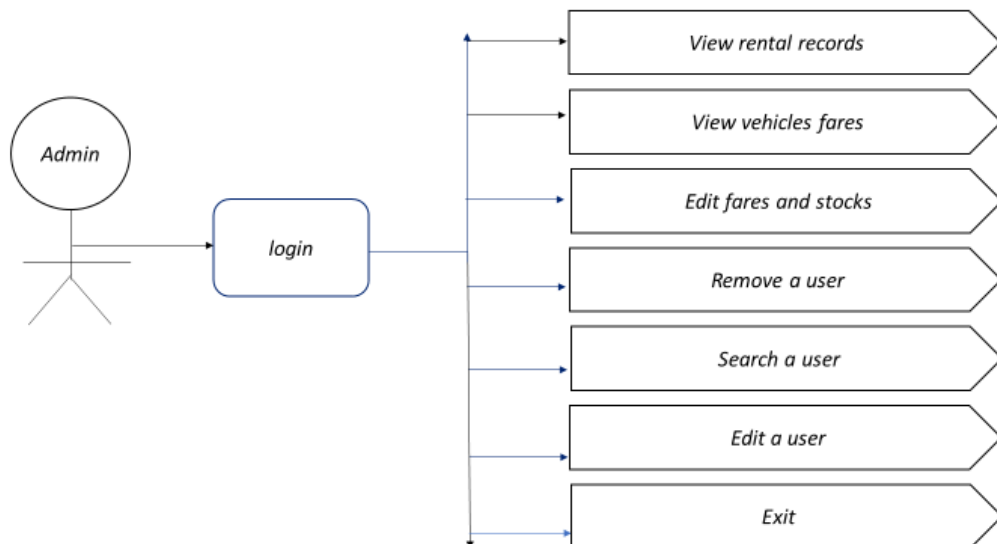 View rental records
Admin
View vehicles fares
Edit fares and stocks
login
Remove a user
Search a user
Edit a user
Exit